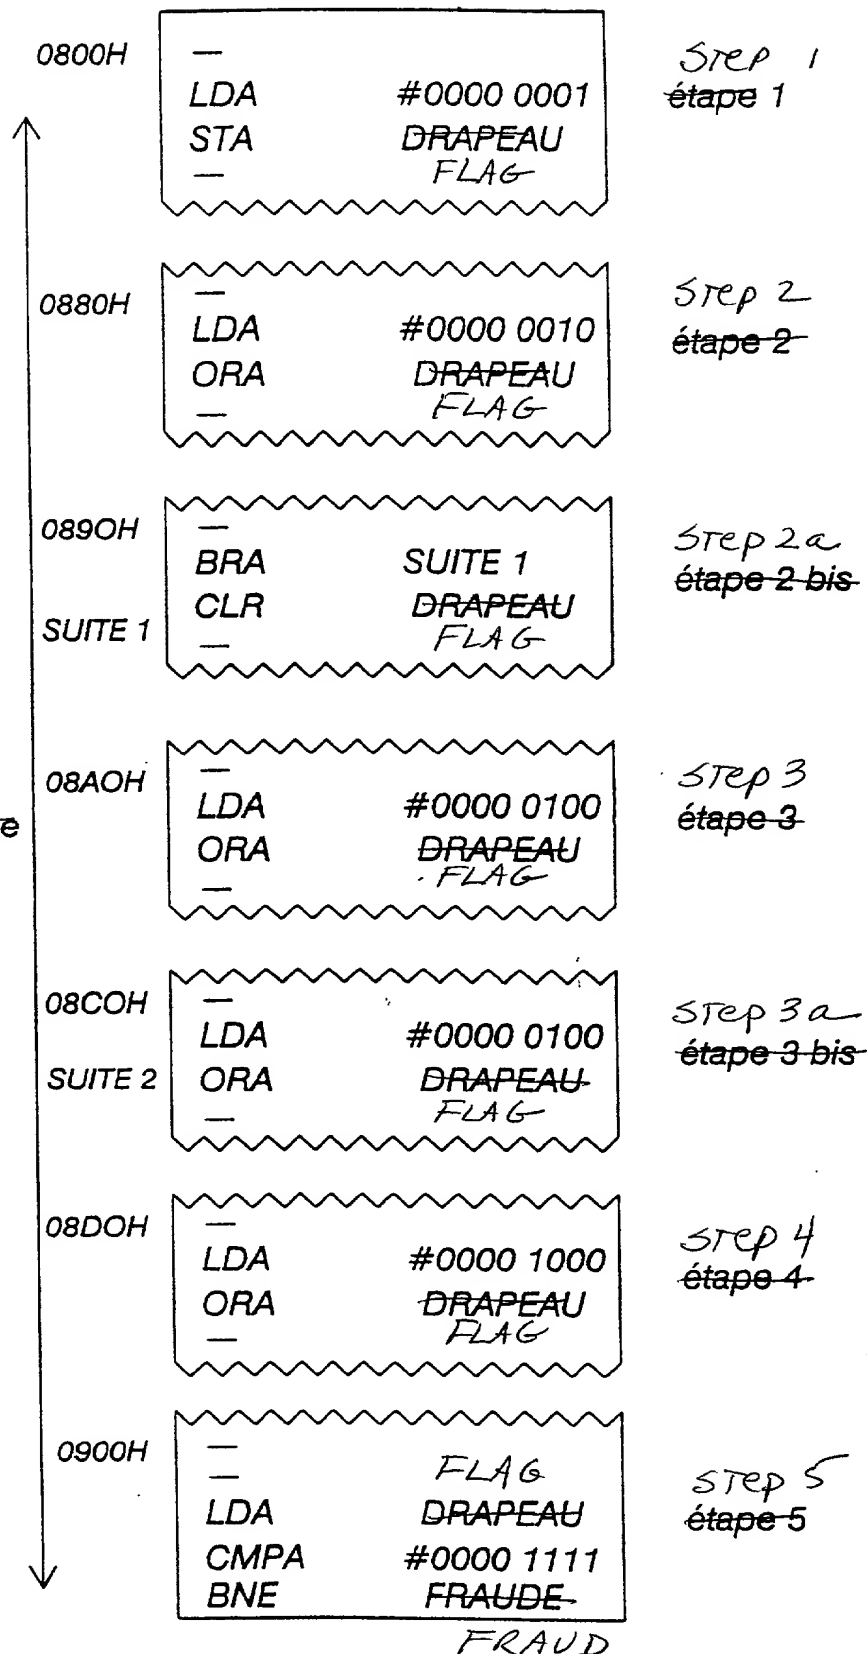 0800H — Step 1
LDA #0000 0001 étape 1
STA DRAPEAU
— FLAG
0880H — Step 2
LDA #0000 0010 étape 2
ORA DRAPEAU
— FLAG
089OH — Step 2a
BRA SUITE 1 étape 2 bis
CLR DRAPEAU
SUITE 1 — FLAG
08AOH — Step 3
LDA #0000 0100 étape 3
e
ORA DRAPEAU
— FLAG
08COH — Step 3a
LDA #0000 0100 étape 3 bis
SUITE 2 ORA DRAPEAU
— FLAG
08DOH — Step 4
LDA #0000 1000 étape 4
ORA DRAPEAU
— FLAG
0900H —
— FLAG Step 5
LDA DRAPEAU étape 5
CMPA #0000 1111
BNE FRAUDE
FRAUD